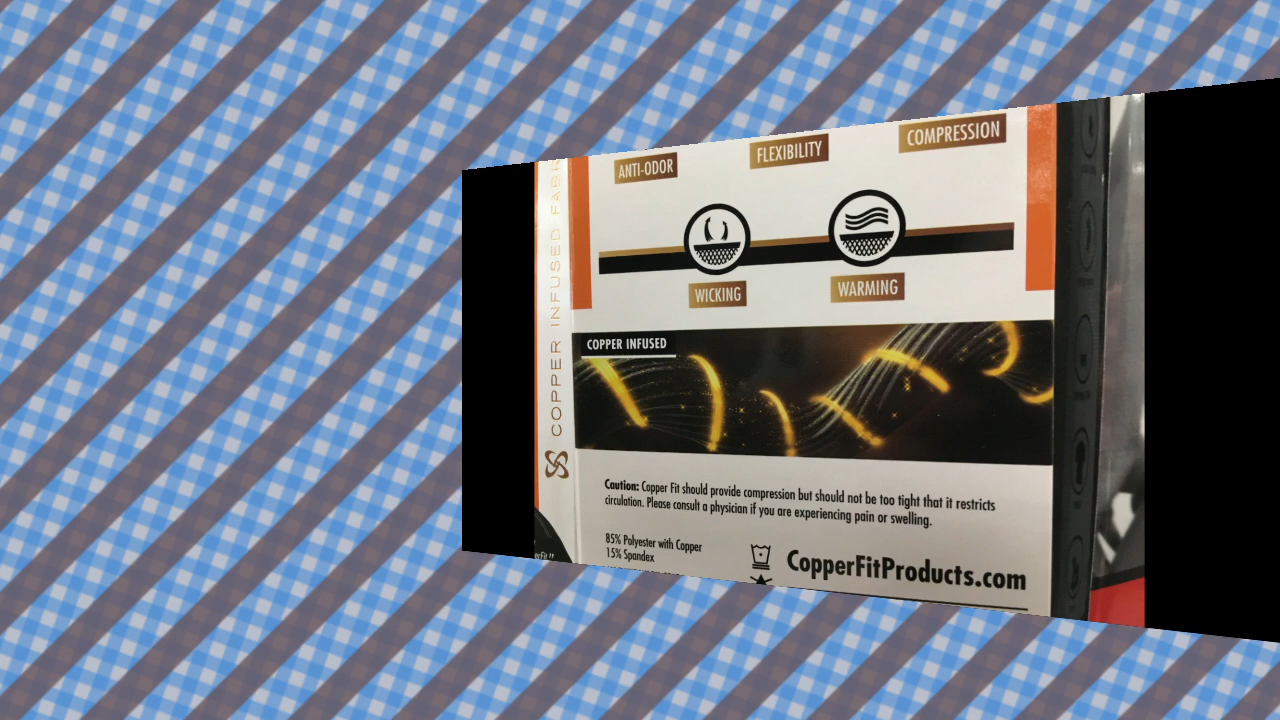 ANTI-ODOR
FLEXIBILITY
COMPRESSION
WICKING
WARMING
COPPER INFUSED
COPPER INFUSED
Caution: Copper Fit should provide compression but should not be too tight that it restricts
circulation. Please consult a physician if you are experiencing pain or swelling.
85% Polyester with Copper
15% Spandex
CopperFitProducts.com